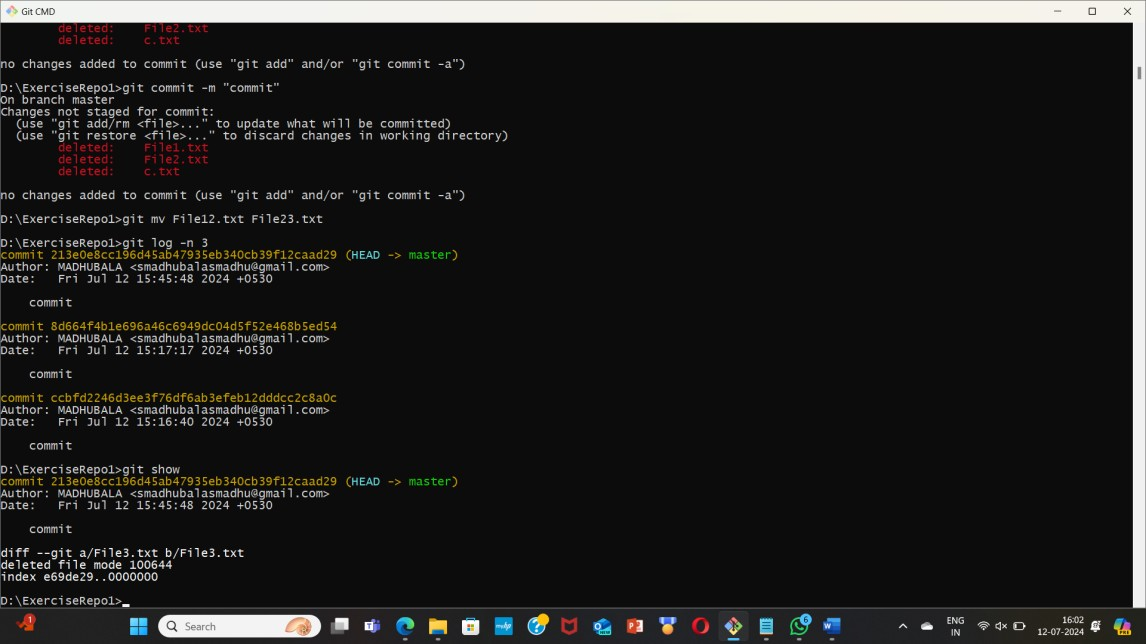 Git CMD
deleted: File2.txt
deleted: c.txt
no changes added to commit (use "git add" and/or "git commit -a")
D:\ExerciseRepo1>git commit -m "commit"
On branch master
Changes not staged for commit:
(use "git add/rm <file>..." to update what will be committed)
(use "git restore <file>..." to discard changes in working directory)
deleted: File1.txt
deleted: File2.txt
deleted: c.txt
no changes added to commit (use "git add" and/or "git commit -a")
D:\ExerciseRepo1>git mv File12.txt File23.txt
D:\ExerciseRepo1>git log -n 3
commit 213e0e8cc196d45ab47935eb340cb39f12caad29 (HEAD -> master)
Author: MADHUBALA <smadhubalasmadhu@gmail.com>
Date: Fri Jul 12 15:45:48 2024 +0530
commit
commit 8d664f4b1e696a46c6949dc04d5f52e468b5ed54
Author: MADHUBALA <smadhubalasmadhu@gmail.com>
Date: Fri Jul 12 15:17:17 2024 +0530
commit
commit ccbfd2246d3ee3f76df6ab3efeb12dddcc2c8a0c
Author: MADHUBALA <smadhubalasmadhu@gmail.com>
Date: Fri Jul 12 15:16:40 2024 +0530
commit
D:\ExerciseRepo1>git show
commit 213e0e8cc196d45ab47935eb340cb39f12caad29 (HEAD -> master)
Author: MADHUBALA <smadhubalasmadhu@gmail.com>
Date: Fri Jul 12 15:45:48 2024 +0530
commit
diff --git a/File3.txt b/File3.txt
deleted file mode 100644
index e69de29..0000000
D:\ExerciseRepo1>
1
Search
6
ENG
IN
16:02
12-07-2024